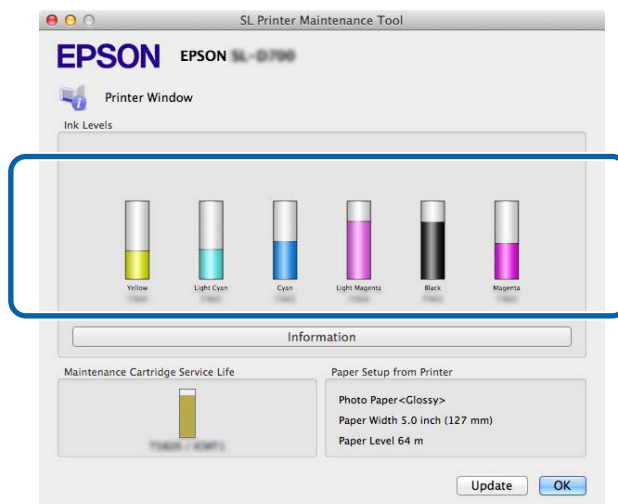 SL Printer Maintenance Tool
EPSON EPSON
Printer Window
Ink Levels
Yellow Light Cyan Cyan Light Magenta Black Magenta
Information
Maintenance Cartridge Service Life
Paper Setup from Printer
Photo Paper<Glossy>
Paper Width 5.0 inch (127 mm)
Paper Level 64 m
Update OK